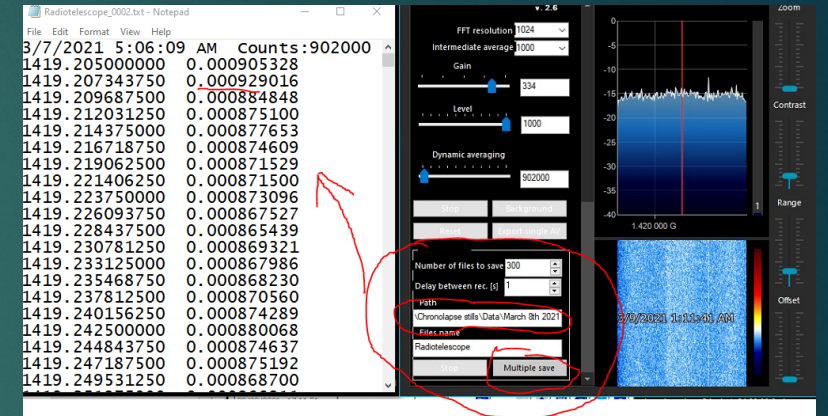 Radiotelescope_0002.txt - Notepad
File Edit Format View Help
3/7/2021 5:06:09 AM Counts:902000
1419.205000000 0.000905328
1419.207343750 0.000929016
1419.209687500 0.000884848
1419.212031250 0.000875100
1419.214375000 0.000877653
1419.216718750 0.000874609
1419.219062500 0.000871529
1419.221406250 0.000871500
1419.223750000 0.000873096
1419.226093750 0.000867527
1419.228437500 0.000865439
1419.230781250 0.000869321
1419.233125000 0.000867988
1419.235468750 0.000868236
1419.237812500 0.000870560
1419.240156250 0.000874289
1419.242500000 0.000880068
1419.244843750 0.000874637
1419.247187500 0.000875192
1419.249531250 0.000868700
v. 2.6
FFT resolution 1024
Intermediate average 1000
Gain
334
Level
1000
Dynamic averaging
902000
Stop Background
Reset Export single AV
Number of files to save 300
Delay between rec. [s] 1
Path
\Chronolapse stills\Data\March 8th 2021
Files name
Radiotelescope
Stop Multiple save
0
-5
-10
-15
-20
-25
-30
-35
-40
1.420 000 G
1
3/9/2021 1:11:41 AM
Zoom
Contrast
Range
Offset